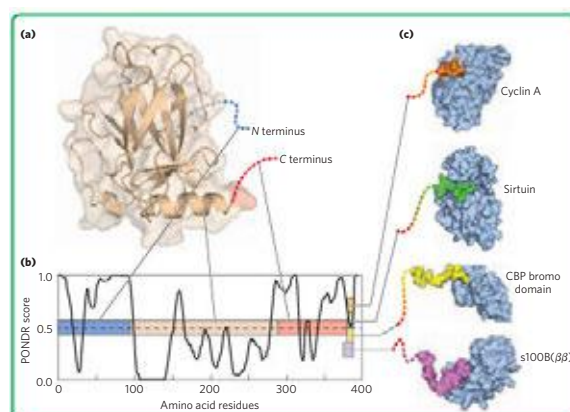 (a)
N terminus
C terminus
(b)
1.0
0.5
0.0
PONDR score
0
100
200
300
400
Amino acid residues
(c)
Cyclin A
Sirtuin
CBP bromo
domain
s100B(ββ)